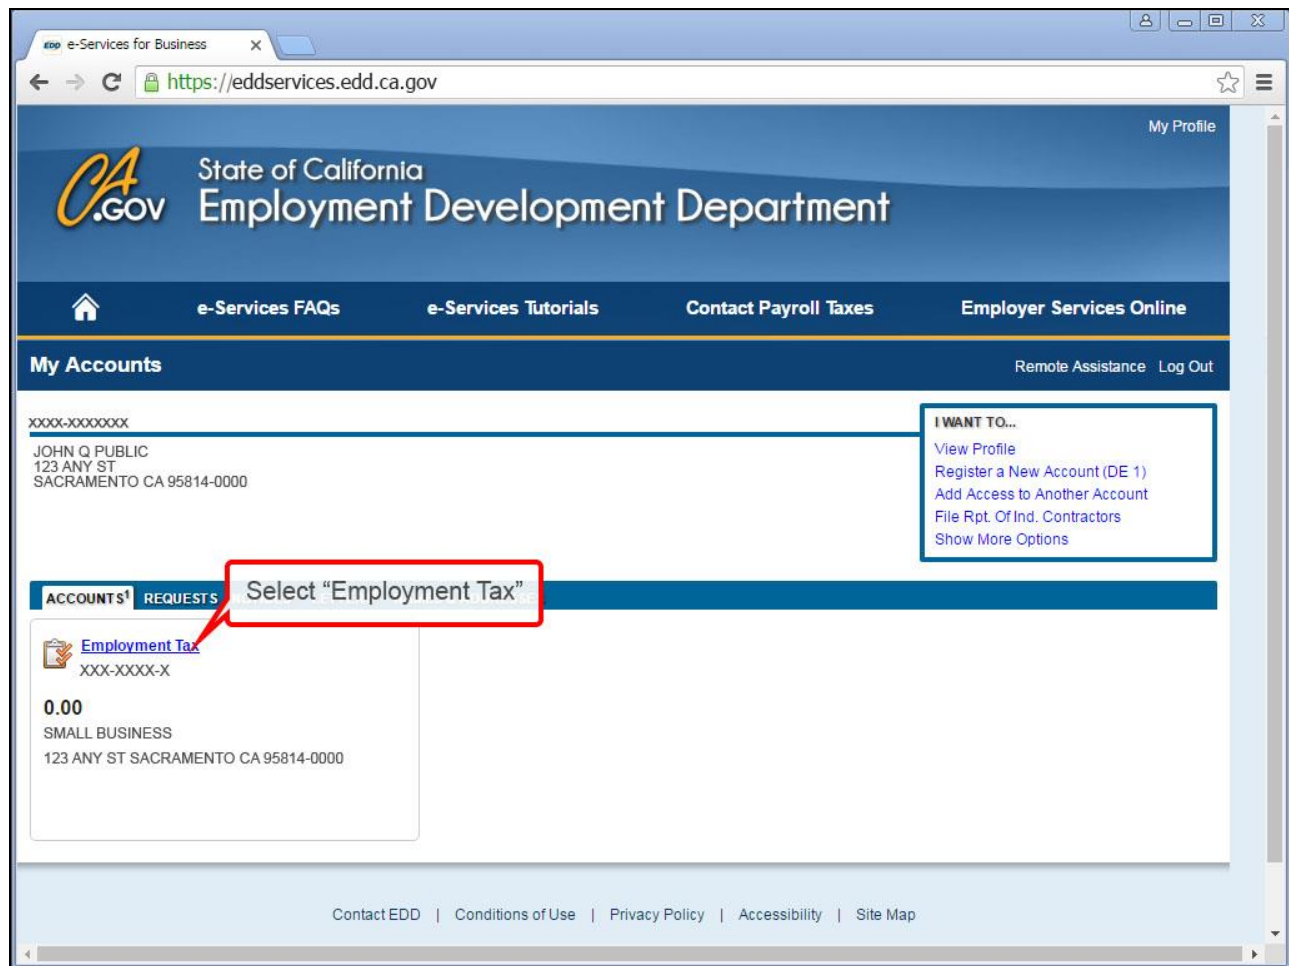 EDD e-Services for Business
https://eddservices.edd.ca.gov
My Profile
CA.GOV
State of California
Employment Development Department
e-Services FAQs e-Services Tutorials Contact Payroll Taxes Employer Services Online
My Accounts
Remote Assistance Log Out
XXXX-XXXXXXX
JOHN Q PUBLIC
123 ANY ST
SACRAMENTO CA 95814-0000
I WANT TO...
View Profile
Register a New Account (DE 1)
Add Access to Another Account
File Rpt. Of Ind. Contractors
Show More Options
ACCOUNTS¹ REQUESTS
Select “Employment Tax”
Employment Tax
XXX-XXXX-X
0.00
SMALL BUSINESS
123 ANY ST SACRAMENTO CA 95814-0000
Contact EDD | Conditions of Use | Privacy Policy | Accessibility | Site Map